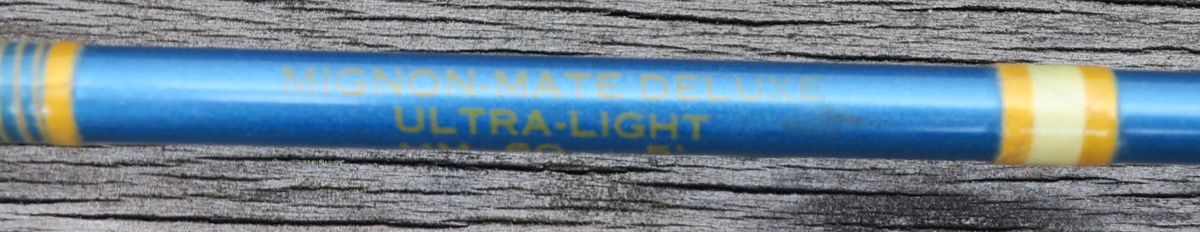 MIGNON-MATE DELUXE
ULTRA-LIGHT